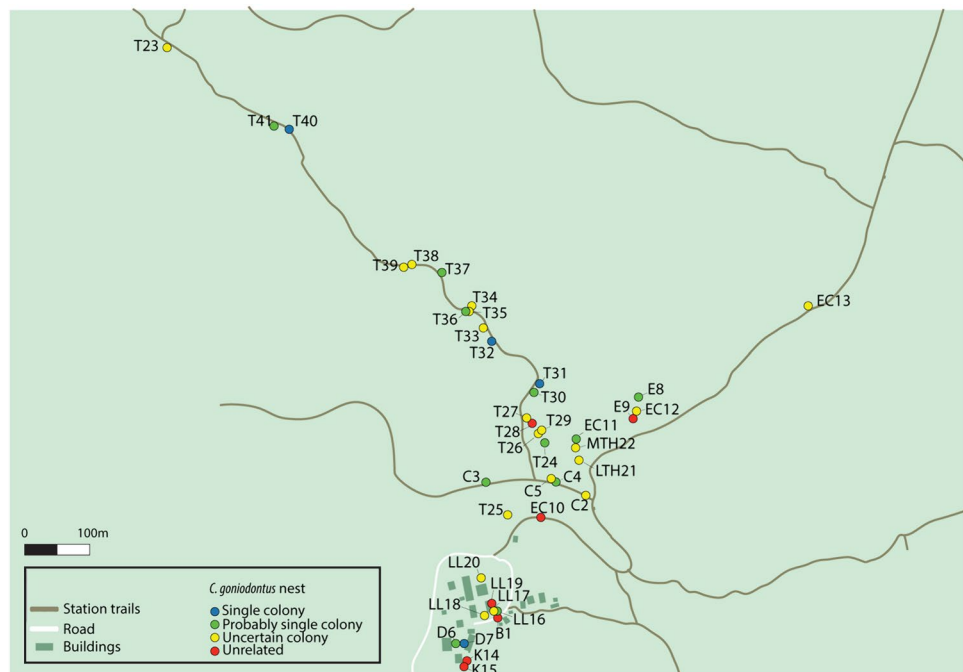 T23
T41 T40
T39 T38
T37
T34
T36 T35
T33
T32
EC13
T31
T30
E8
T27 T29
E9 EC12
T28
T26
EC11
MTH22
T24
LTH21
C3
C4
C5
C2
T25
EC10
0 100m
LL20
LL19
LL17
LL18
LL16
B1
D6 D7
K14
K15
C. goniodontus nest
Station trails
Road
Buildings
Single colony
Probably single colony
Uncertain colony
Unrelated